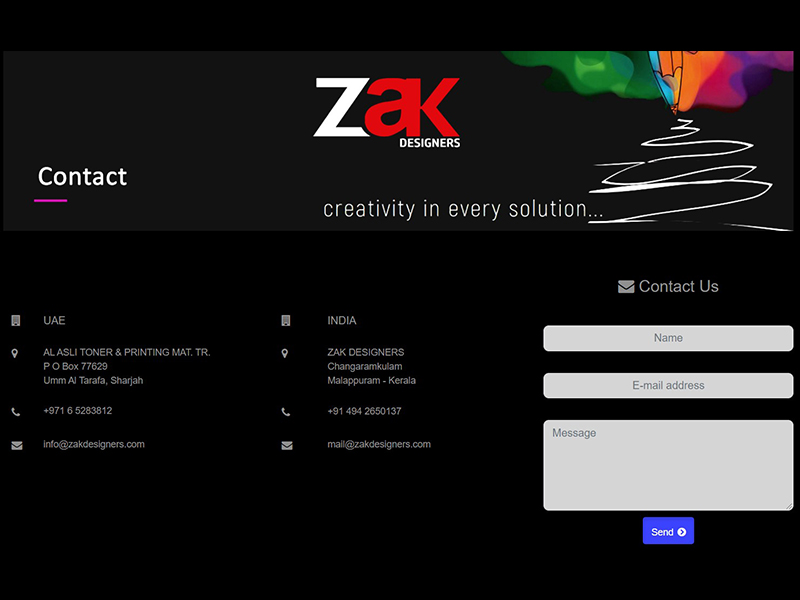 ZAK
DESIGNERS
Contact
creativity in every solution...
Contact Us
UAE
AL ASLI TONER & PRINTING MAT. TR.
P O Box 77629
Umm Al Tarafa, Sharjah
+971 6 5283812
info@zakdesigners.com
INDIA
ZAK DESIGNERS
Changaramkulam
Malappuram - Kerala
+91 494 2650137
mail@zakdesigners.com
Name
E-mail address
Message
Send